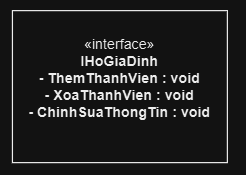 «interface»
IHoGiaDinh
- ThemThanhVien : void
- XoaThanhVien : void
- ChinhSuaThongTin : void